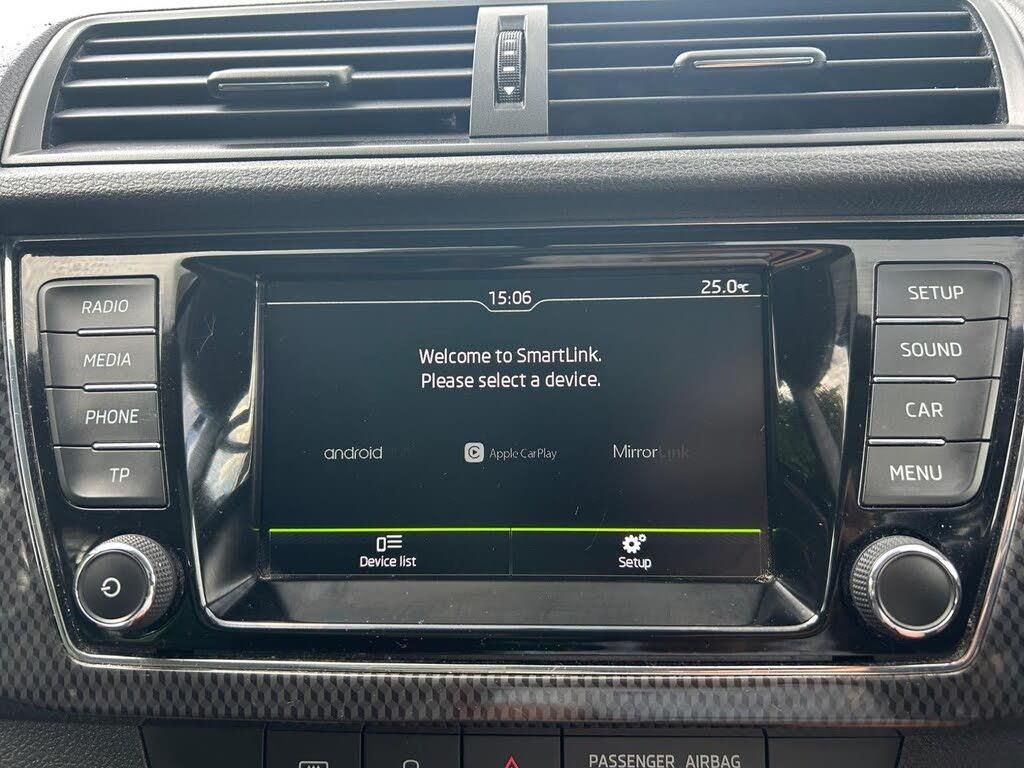 15:06
25.0°C
RADIO
MEDIA
PHONE
TP
Welcome to SmartLink.
Please select a device.
android
Apple CarPlay
MirrorLink
Device list
Setup
SETUP
SOUND
CAR
MENU
PASSENGER AIRBAG